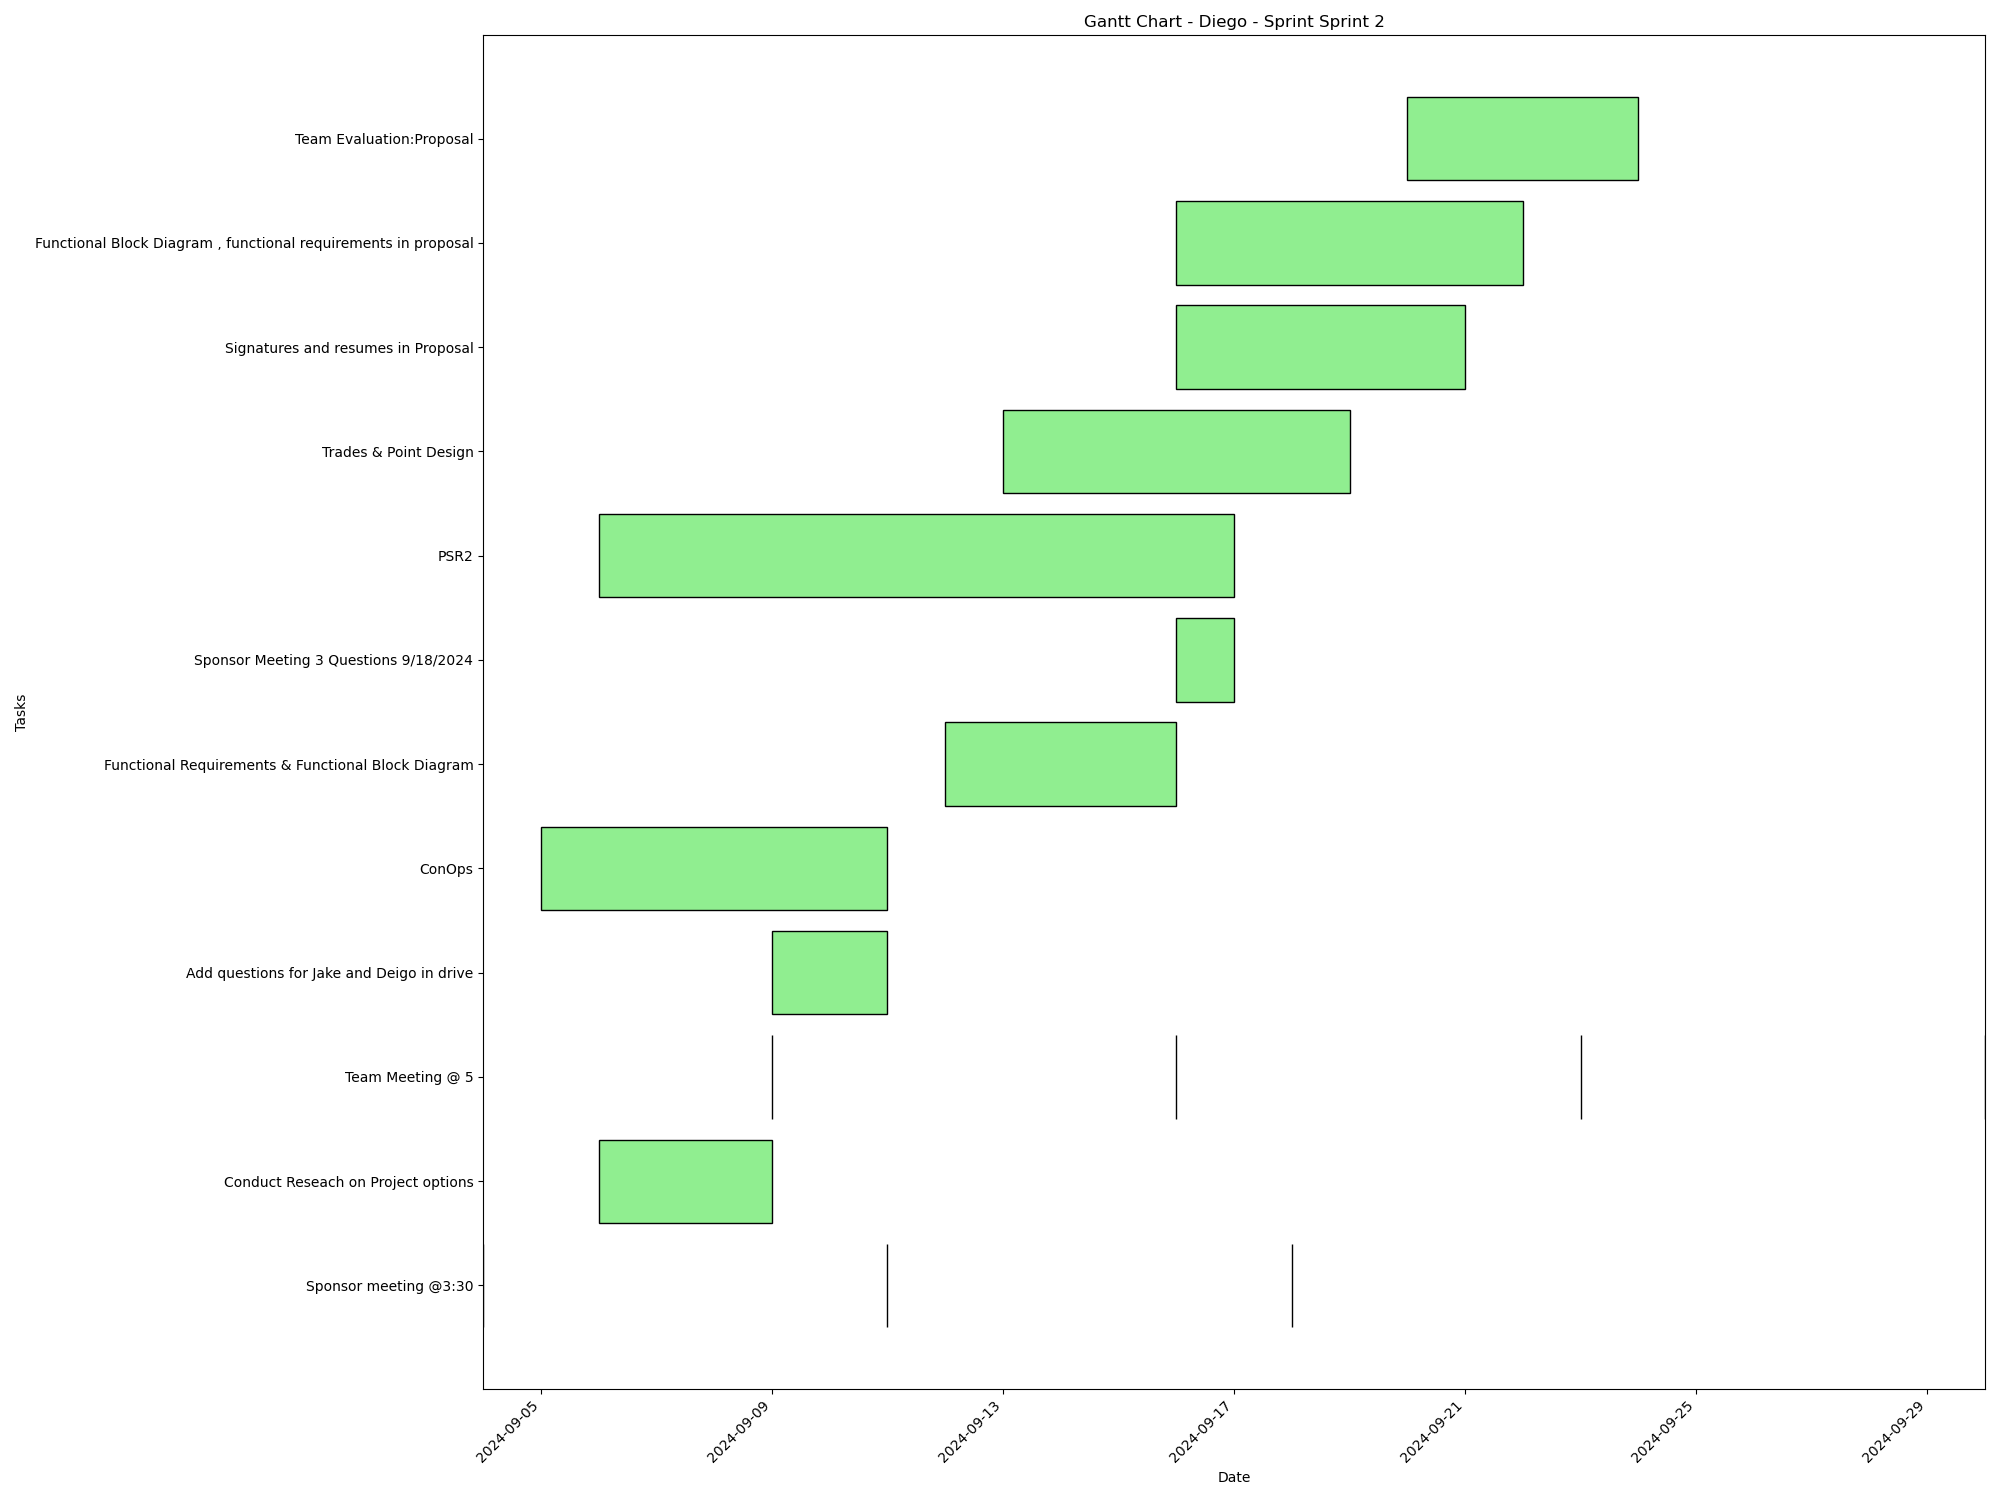 Gantt Chart - Diego - Sprint Sprint 2
Team Evaluation:Proposal
Functional Block Diagram , functional requirements in proposal
Signatures and resumes in Proposal
Trades & Point Design
PSR2
Sponsor Meeting 3 Questions 9/18/2024
Tasks
Functional Requirements & Functional Block Diagram
ConOps
Add questions for Jake and Deigo in drive
Team Meeting @ 5
Conduct Reseach on Project options
Sponsor meeting @3:30
2024-09-05
2024-09-09
2024-09-13
2024-09-17
2024-09-21
2024-09-25
2024-09-29
Date